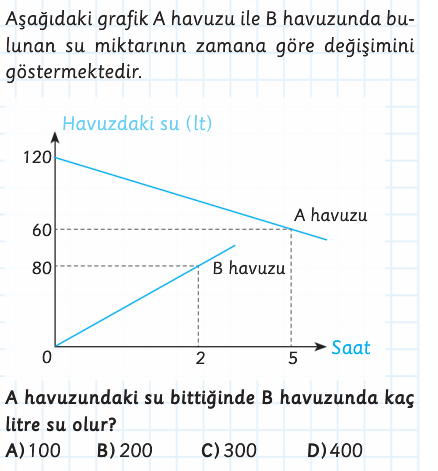 Aşağıdaki grafik A havuzu ile B havuzunda bu-
lunan su miktarının zamana göre değişimini
göstermektedir.
Havuzdaki su (lt)
120
A havuzu
60
80
B havuzu
Saat
0
2
5
A havuzundaki su bittiğinde B havuzunda kaç
litre su olur?
A) 100 B) 200 C) 300 D) 400